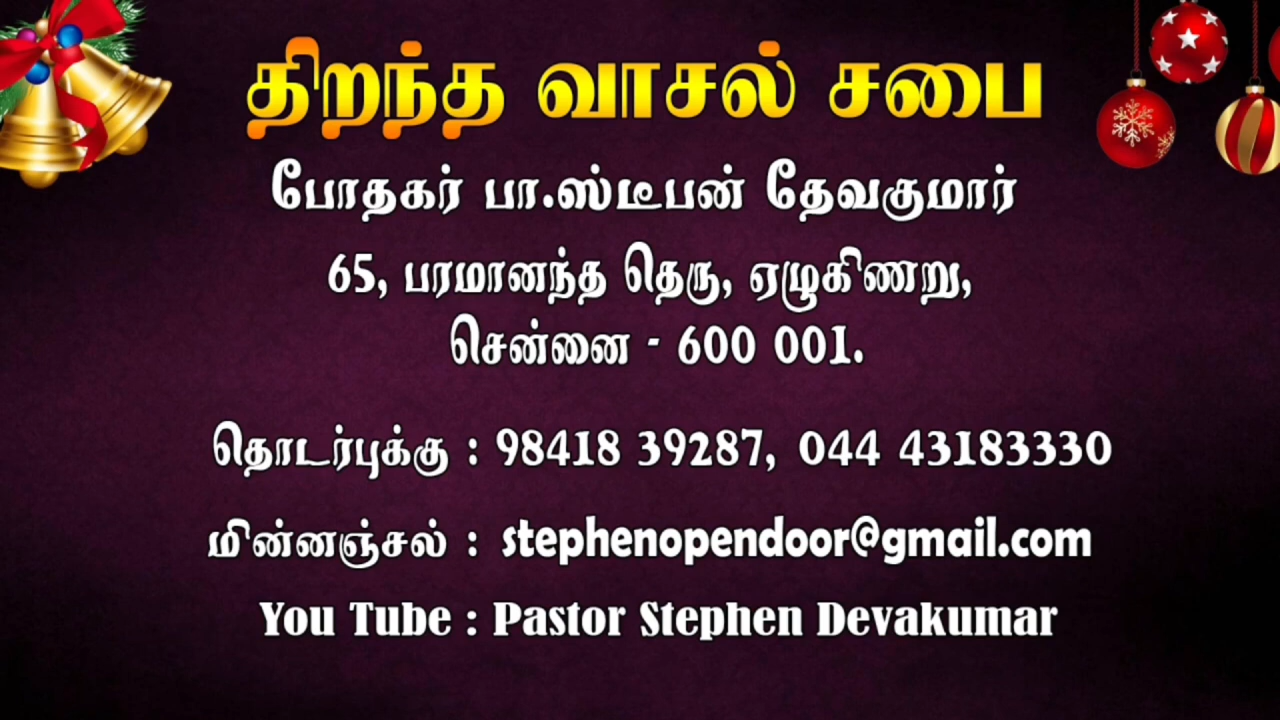 திறந்த வாசல் சபை
போதகர் பா.ஸ்டீபன் தேவகுமார்
65, பரமானந்த தெரு, ஏழுகிணறு,
சென்னை - 600 001.
தொடர்புக்கு : 98418 39287, 044 43183330
மின்னஞ்சல் : stephenopendoor@gmail.com
You Tube : Pastor Stephen Devakumar